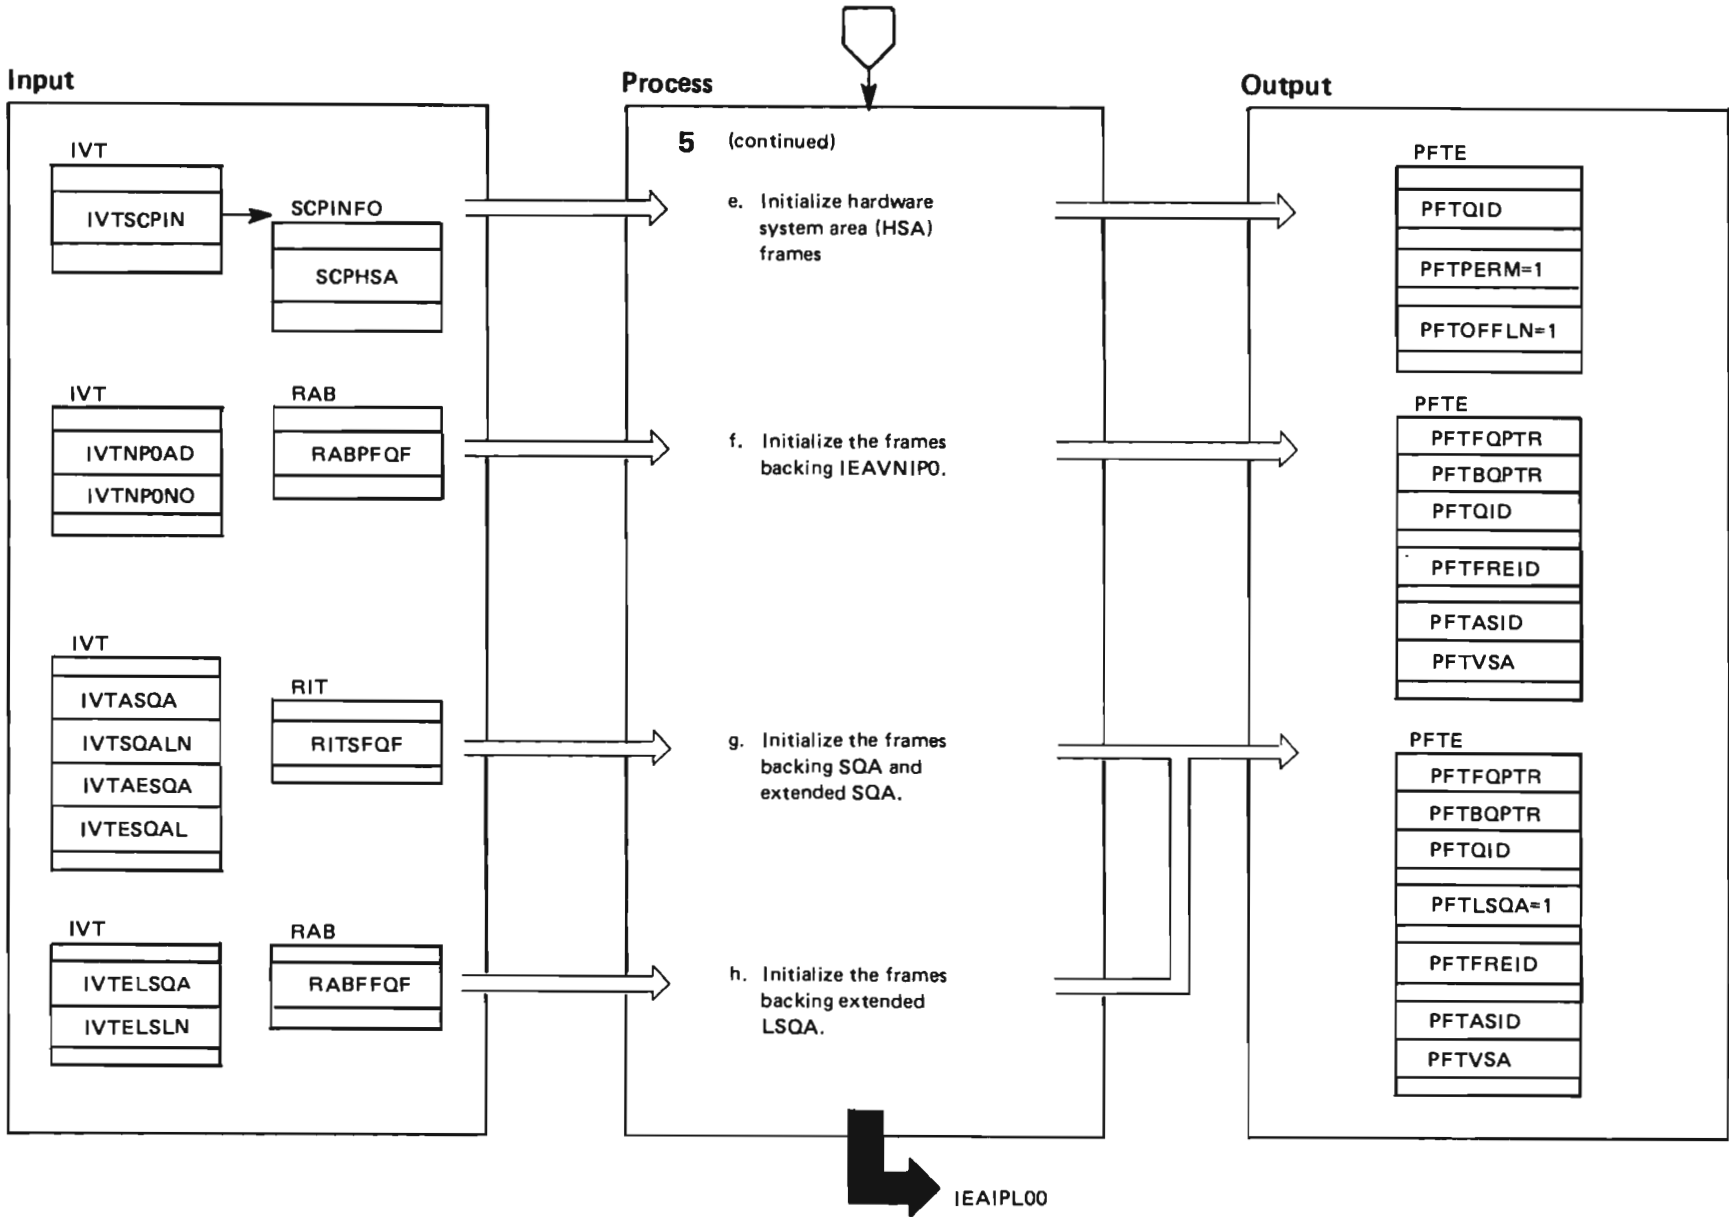 Input
IVT
IVTSCPIN
SCPINFO
SCPHSA
IVT
IVTNP0AD
IVTNP0NO
RAB
RABPFQF
IVT
IVTASQA
IVTSQALN
IVTAESQA
IVTESQAL
RIT
RITSFQF
IVT
IVTELSQA
IVTELSLN
RAB
RABFFQF
Process
5 (continued)
e. Initialize hardware
system area (HSA)
frames
f. Initialize the frames
backing IEAVNIP0.
g. Initialize the frames
backing SQA and
extended SQA.
h. Initialize the frames
backing extended
LSQA.
IEAIPL00
Output
PFTE
PFTQID
PFTPERM=1
PFTOFFLN=1
PFTE
PFTFQPTR
PFTBQPTR
PFTQID
PFTFREID
PFTASID
PFTVSA
PFTE
PFTFQPTR
PFTBQPTR
PFTQID
PFTLSQA=1
PFTFREID
PFTASID
PFTVSA